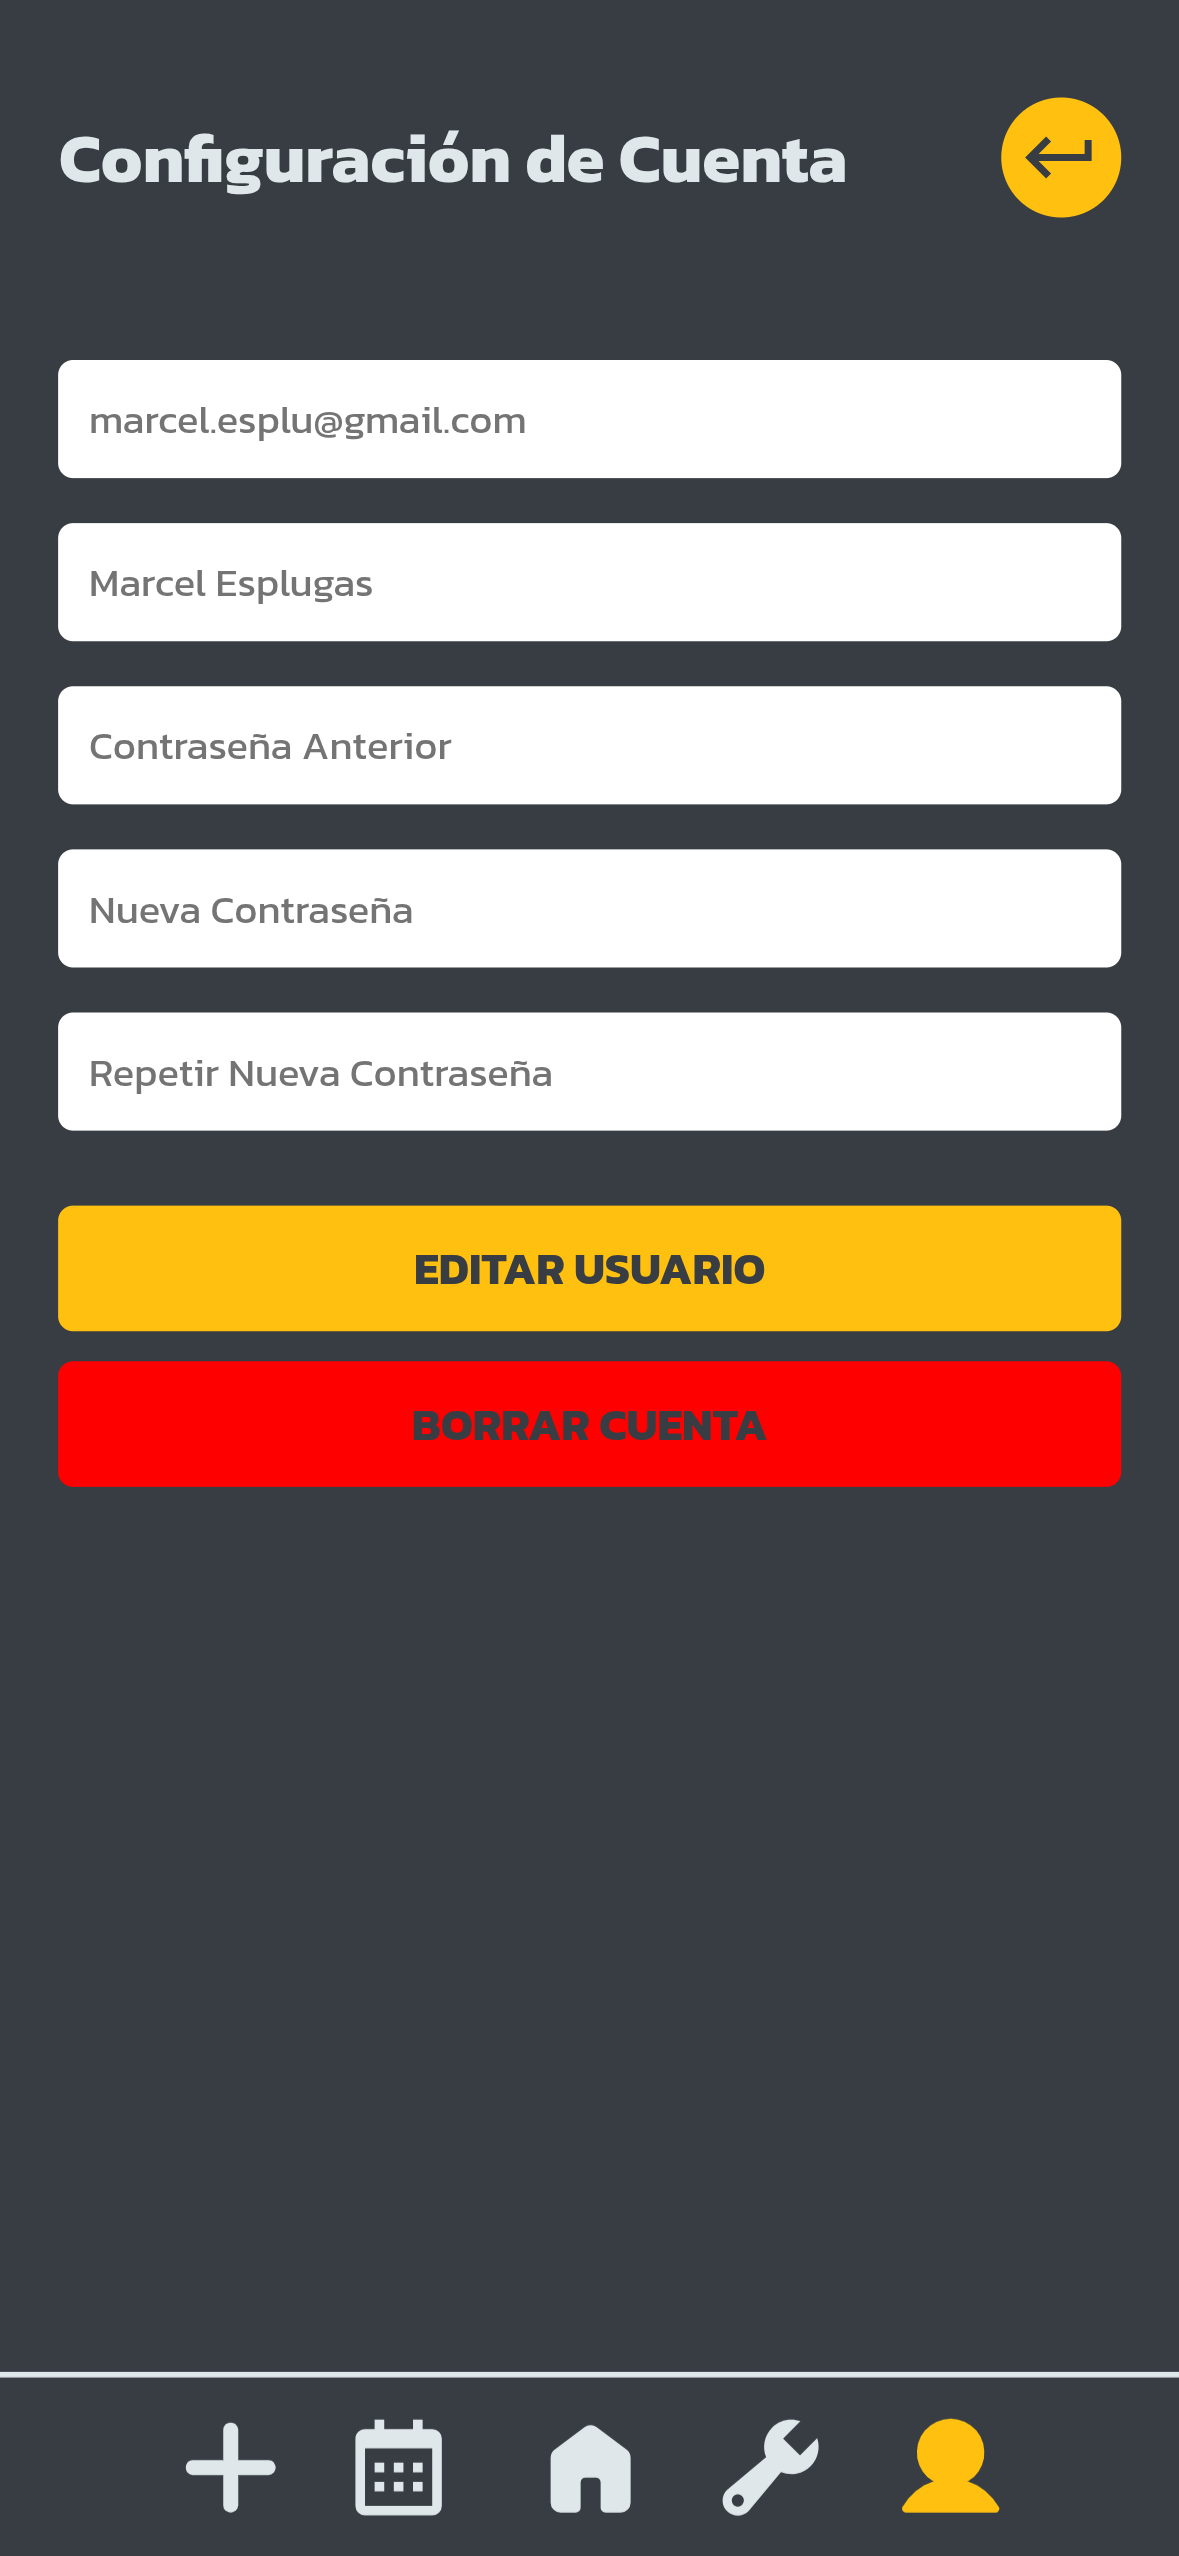 Configuración de Cuenta
marcel.esplu@gmail.com
Marcel Esplugas
Contraseña Anterior
Nueva Contraseña
Repetir Nueva Contraseña
EDITAR USUARIO
BORRAR CUENTA